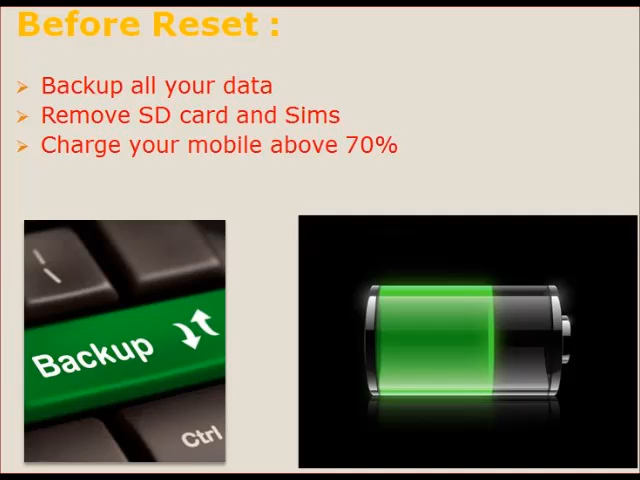 Before Reset :
Backup all your data
Remove SD card and Sims
Charge your mobile above 70%
Backup
Ctrl